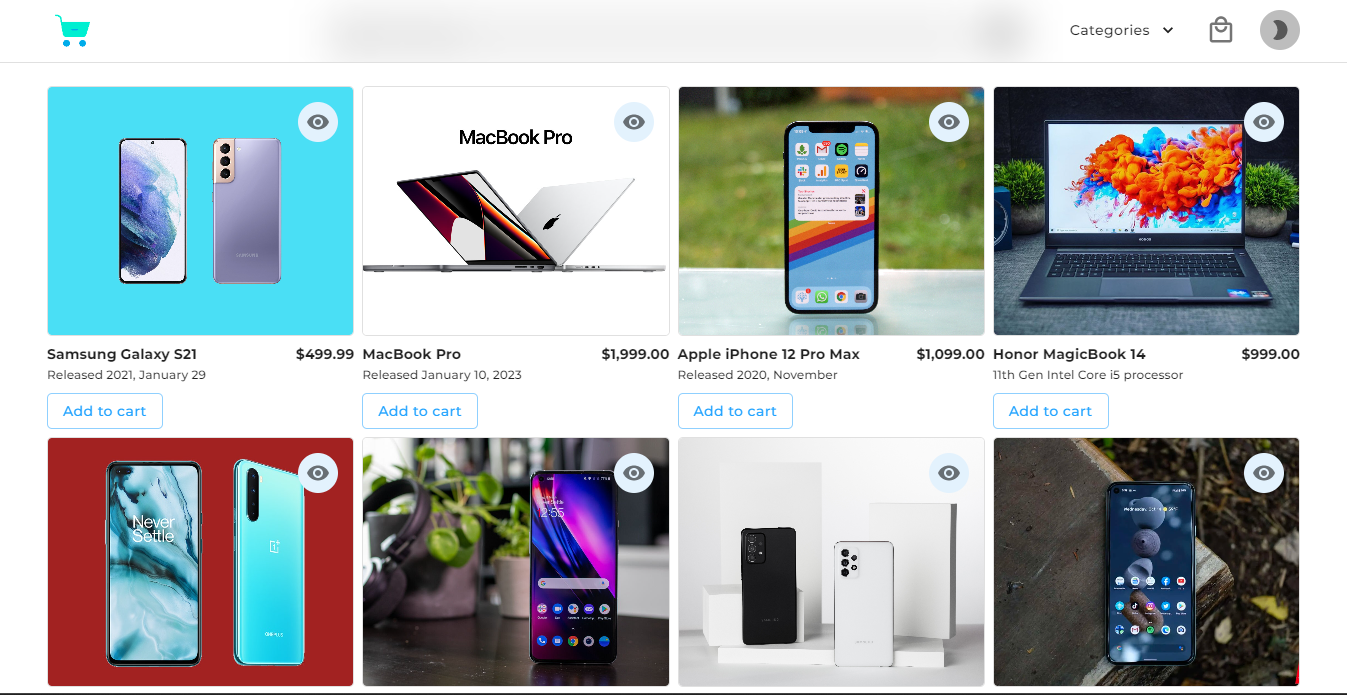 Categories
MacBook Pro
Samsung Galaxy S21
$499.99
MacBook Pro
$1,999.00
Apple iPhone 12 Pro Max
$1,099.00
Honor MagicBook 14
$999.00
Released 2021, January 29
Released January 10, 2023
Released 2020, November
11th Gen Intel Core i5 processor
Add to cart
Add to cart
Add to cart
Add to cart
Never
Settle
2:55
ONEPLUS